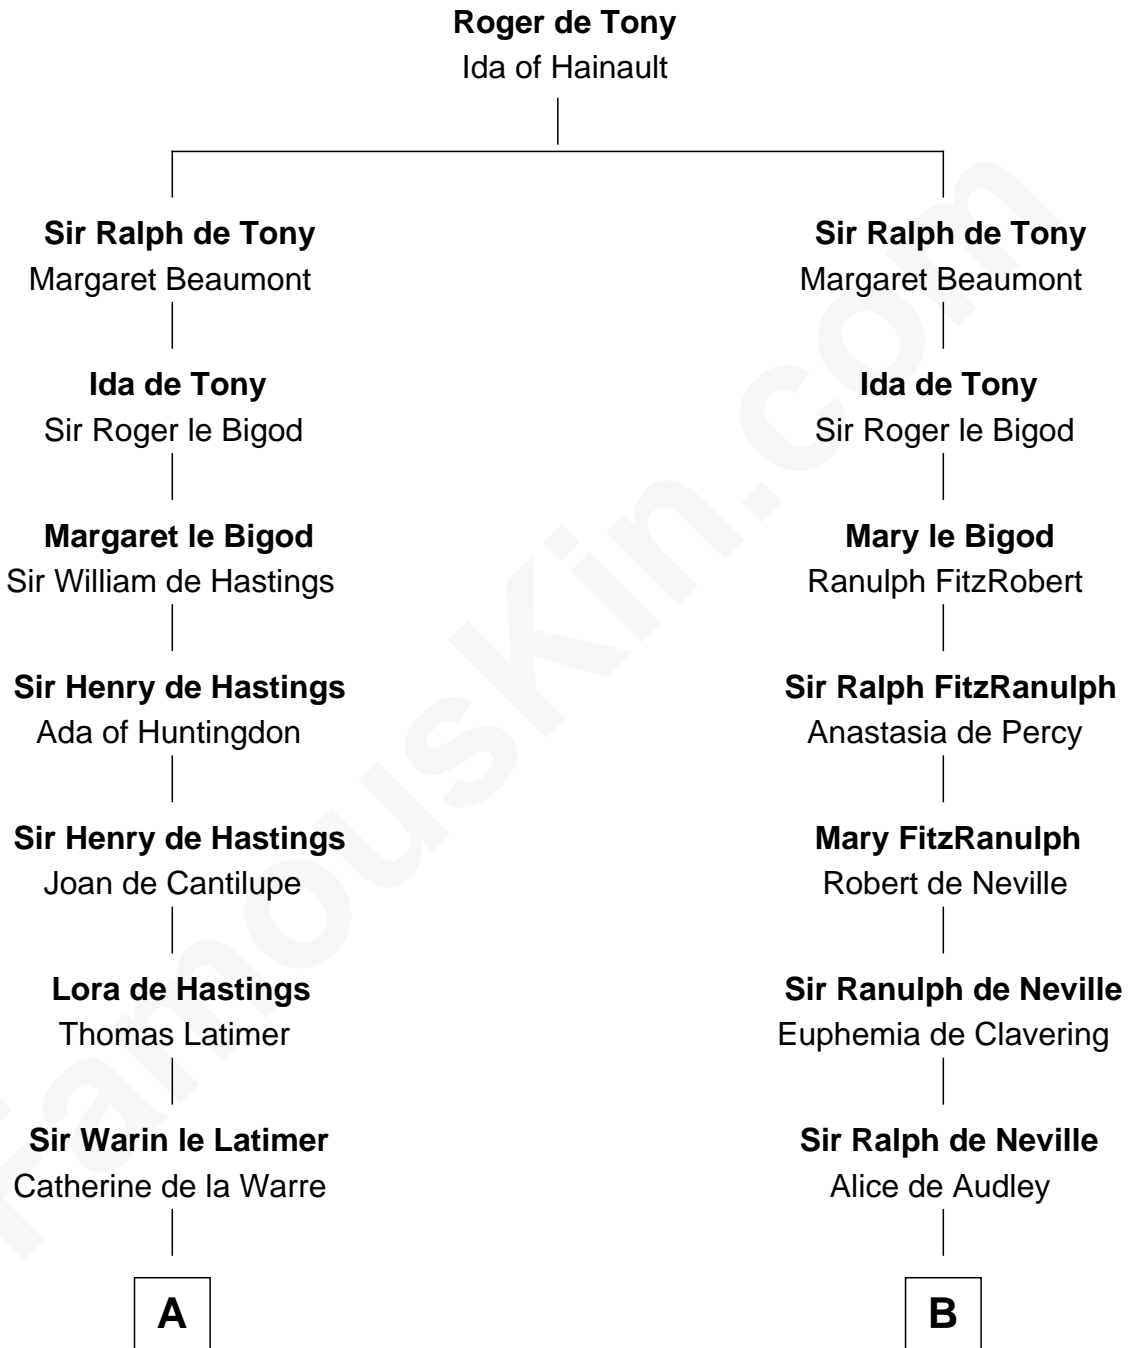 Roger de Tony
Ida of Hainault
Sir Ralph de Tony
Margaret Beaumont
Ida de Tony
Sir Roger le Bigod
Margaret le Bigod
Sir William de Hastings
Sir Henry de Hastings
Ada of Huntingdon
Sir Henry de Hastings
Joan de Cantilupe
Lora de Hastings
Thomas Latimer
Sir Warin le Latimer
Catherine de la Warre
A
Sir Ralph de Tony
Margaret Beaumont
Ida de Tony
Sir Roger le Bigod
Mary le Bigod
Ranulph FitzRobert
Sir Ralph FitzRanulph
Anastasia de Percy
Mary FitzRanulph
Robert de Neville
Sir Ranulph de Neville
Euphemia de Clavering
Sir Ralph de Neville
Alice de Audley
B
FamousKin.com